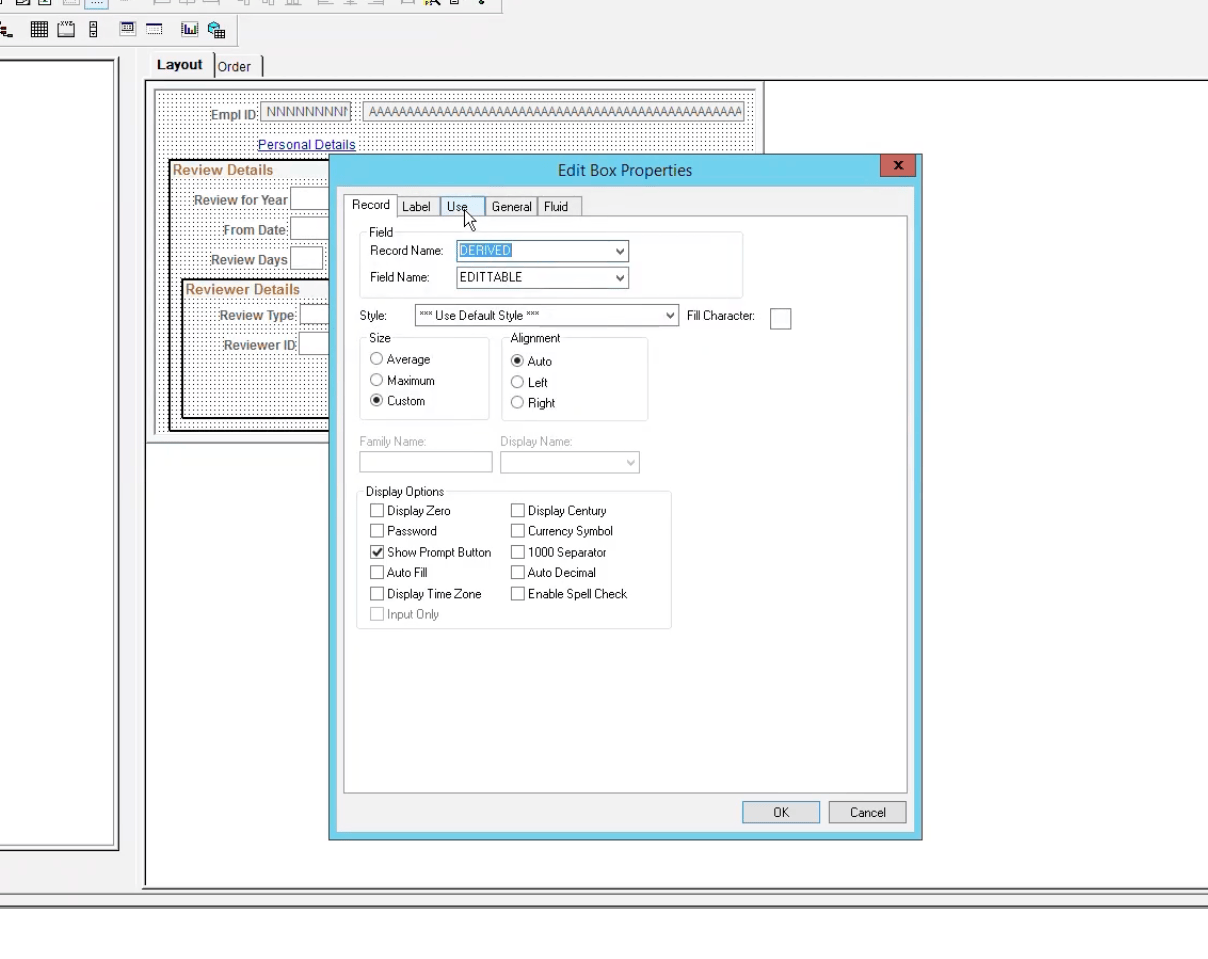 Layout Order
Empl ID: NNNNNNNNN AAAAAAAAAAAAAAAAAAAAAAAAAAAAAAAAAAAAAAAAAAAAAAAAAA
Personal Details
Review Details
Review for Year
From Date:
Review Days
Reviewer Details
Review Type:
Reviewer ID:
Edit Box Properties
x
Record Label Use General Fluid
Field
Record Name: DERIVED
Field Name: EDITTABLE
Style: *** Use Default Style *** Fill Character:
Size
Average
Maximum
Custom
Alignment
Auto
Left
Right
Family Name: Display Name:
Display Options
Display Zero Display Century
Password Currency Symbol
Show Prompt Button 1000 Separator
Auto Fill Auto Decimal
Display Time Zone Enable Spell Check
Input Only
OK Cancel